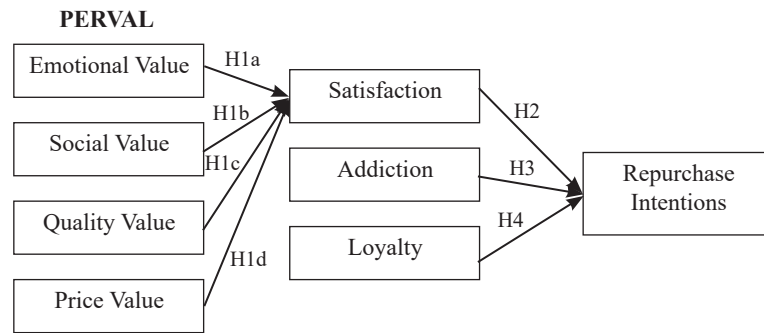 PERVAL
Emotional Value
Social Value
Quality Value
Price Value
H1a
H1b
H1c
H1d
Satisfaction
Addiction
Loyalty
H2
H3
H4
Repurchase
Intentions